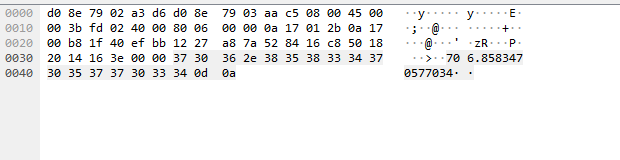 0000 d0 8e 79 02 a3 d6 d0 8e 79 03 aa c5 08 00 45 00 ··y·····y·····E·
0010 00 3b fd 02 40 00 80 06 00 00 0a 17 01 2b 0a 17 ·;··@········+··
0020 00 b8 1f 40 ef bb 12 27 a8 7a 52 84 16 c8 50 18 ···@···'·zR···P·
0030 20 14 16 3e 00 00 37 30 36 2e 38 35 38 33 34 37 ··>··706.858347
0040 30 35 37 37 30 33 34 0d 0a 0577034··